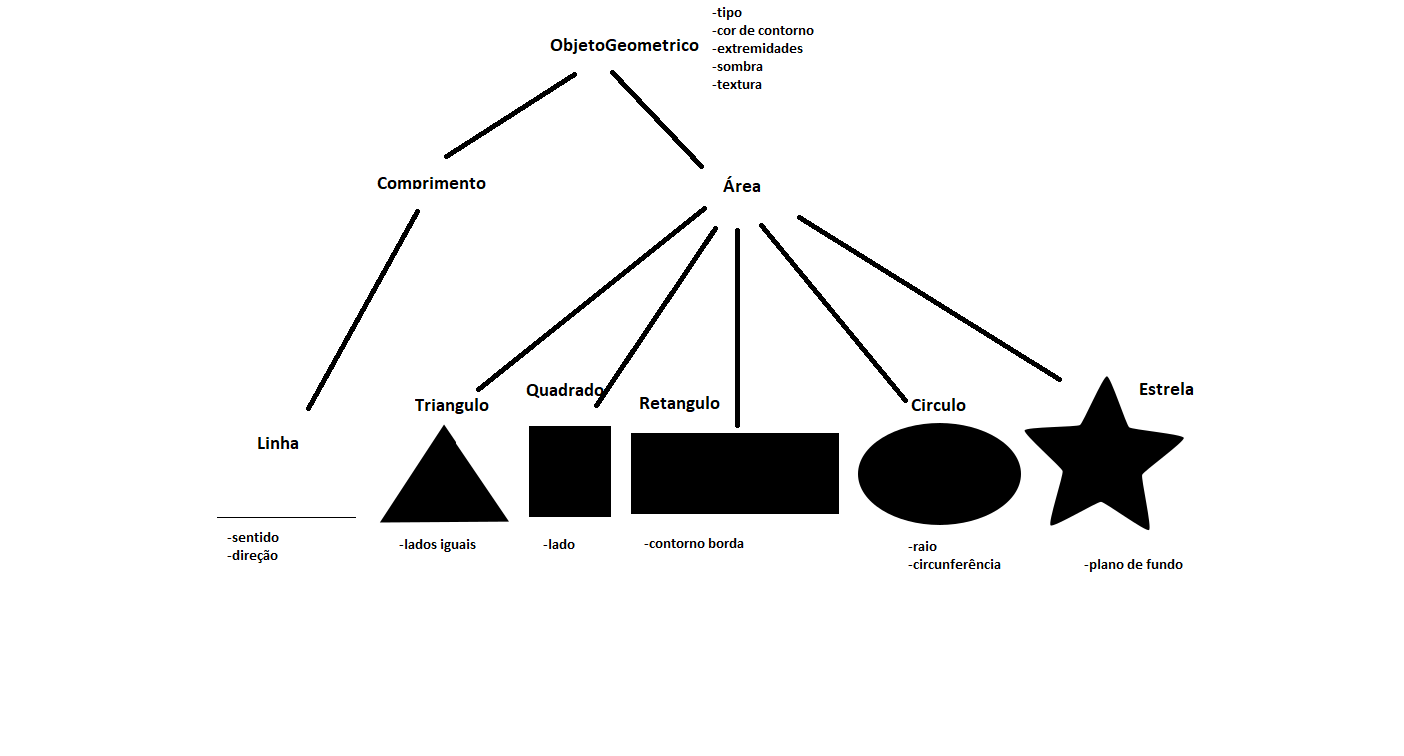 -tipo
-cor de contorno
ObjetoGeometrico
-extremidades
-sombra
-textura
Comprimento
Área
Triangulo
Quadrado
Retangulo
Circulo
Estrela
Linha
-sentido
-direção
-lados iguais
-lado
-contorno borda
-raio
-circunferência
-plano de fundo